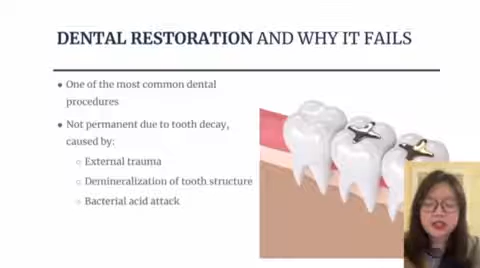 DENTAL RESTORATION AND WHY IT FAILS
● One of the most common dental
procedures
● Not permanent due to tooth decay,
caused by:
○ External trauma
○ Demineralization of tooth structure
○ Bacterial acid attack